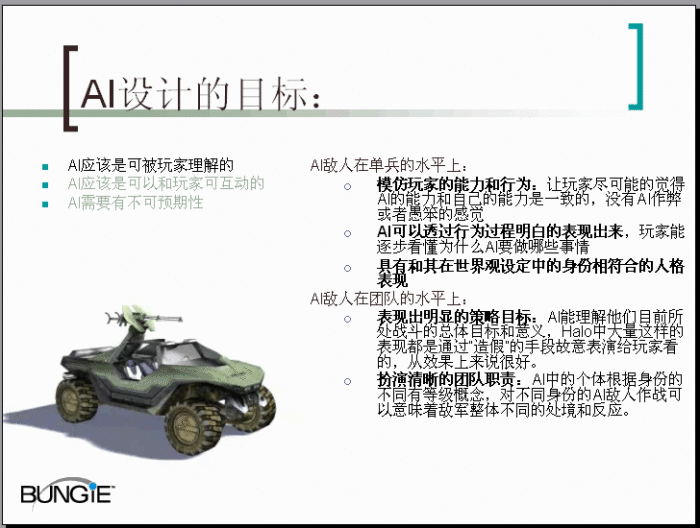 AI设计的目标：
AI应该是可被玩家理解的
AI应该是可以和玩家可互动的
AI需要有不可预期性
AI敌人在单兵的水平上：
模仿玩家的能力和行为：让玩家尽可能的觉得
AI的能力和自己的能力是一致的，没有AI作弊
或者愚笨的感觉
AI可以透过行为过程明白的表现出来，玩家能
逐步看懂为什么AI要做哪些事情
具有和其在世界观设定中的身份相符合的人格
表现
AI敌人在团队的水平上：
表现出明显的策略目标：AI能理解他们目前所
处战斗的总体目标和意义，Halo中大量这样的
表现都是通过"造假"的手段故意表演给玩家看
的，从效果上来说很好。
扮演清晰的团队职责：AI中的个体根据身份的
不同有等级概念，对不同身份的AI敌人作战可
以意味着敌军整体不同的处境和反应。
BUNGiE™